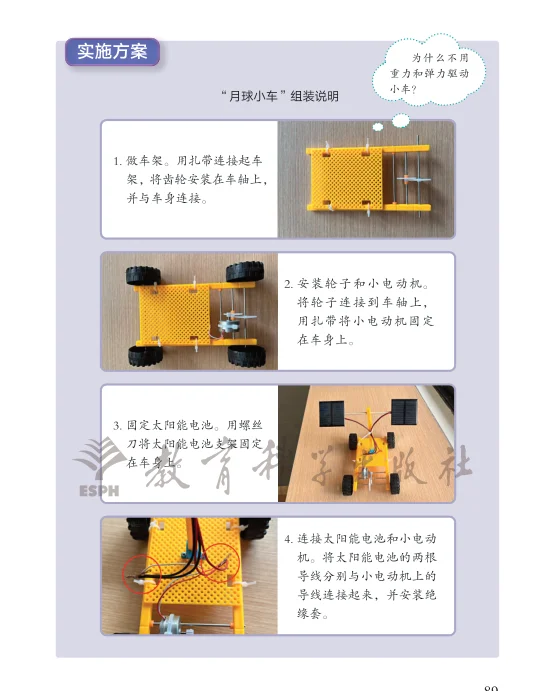 实施方案
为什么不用
重力和弹力驱动
小车?
“月球小车”组装说明
1. 做车架。用扎带连接起车
架，将齿轮安装在车轴上，
并与车身连接。
2. 安装轮子和小电动机。
将轮子连接到车轴上，
用扎带将小电动机固定
在车身上。
3. 固定太阳能电池。用螺丝
刀将太阳能电池支架固定
在车身上。
ESPH 教育科学出版社
4. 连接太阳能电池和小电动
机。将太阳能电池的两根
导线分别与小电动机上的
导线连接起来，并安装绝
缘套。
89